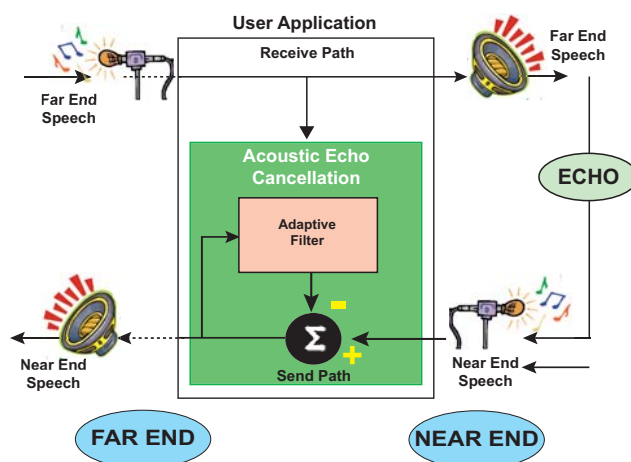 User Application
Receive Path
Far End
Speech
Far End
Speech
Acoustic Echo
Cancellation
ECHO
Adaptive
Filter
-
Σ
+
Near End
Speech
Send Path
Near End
Speech
FAR END
NEAR END